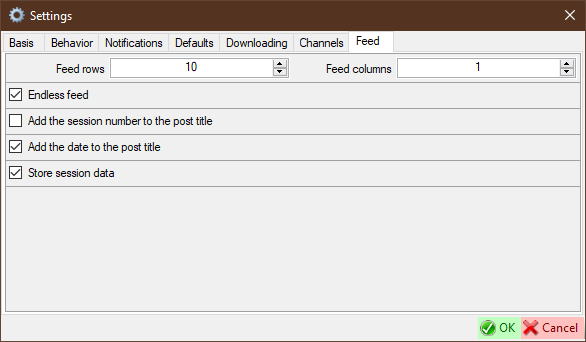 Settings
Basis Behavior Notifications Defaults Downloading Channels Feed
Feed rows 10 Feed columns 1
Endless feed
Add the session number to the post title
Add the date to the post title
Store session data
OK Cancel